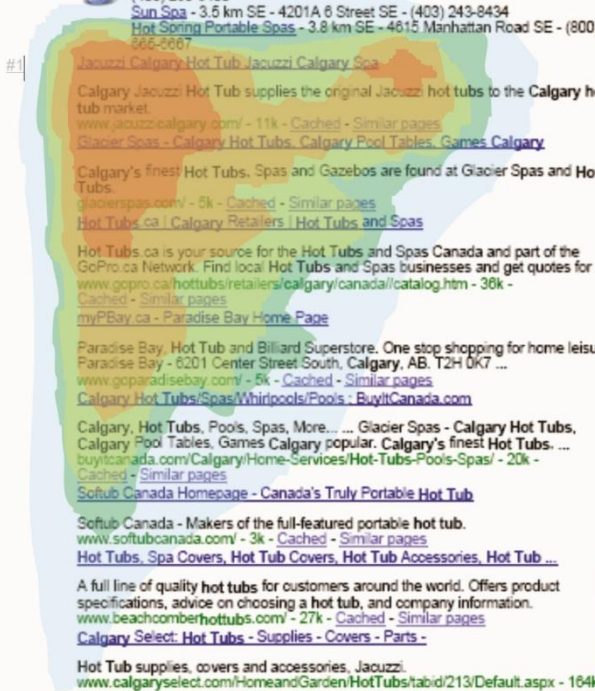 Sun Spa - 3.5 km SE - 4201A 6 Street SE - (403) 243-8434
Hot Spring Portable Spas - 3.8 km SE - 4615 Manhattan Road SE - (800)
665-6667
#1
Jacuzzi Calgary Hot Tub Jacuzzi Calgary Spa
Calgary Jacuzzi Hot Tub supplies the original Jacuzzi hot tubs to the Calgary h
tub market.
www.jacuzzicalgary.com/ - 11k - Cached - Similar pages
Glacier Spas - Calgary Hot Tubs, Calgary Pool Tables, Games Calgary
Calgary's finest Hot Tubs. Spas and Gazebos are found at Glacier Spas and Ho
Tubs.
glacierspas.com/ - 5k - Cached - Similar pages
Hot Tubs.ca | Calgary Retailers | Hot Tubs and Spas
Hot Tubs.ca is your source for the Hot Tubs and Spas Canada and part of the
GoPro.ca Network. Find local Hot Tubs and Spas businesses and get quotes for
www.gopro.ca/hottubs/retailers/calgary/canada//catalog.htm - 36k -
Cached - Similar pages
myPBay.ca - Paradise Bay Home Page
Paradise Bay, Hot Tub and Billiard Superstore. One stop shopping for home leisu
Paradise Bay - 6201 Center Street South, Calgary, AB. T2H 0K7 ...
www.goparadisebay.com/ - 5k - Cached - Similar pages
Calgary Hot Tubs/Spas/Whirlpools/Pools : BuyItCanada.com
Calgary, Hot Tubs, Pools, Spas, More... ... Glacier Spas - Calgary Hot Tubs,
Calgary Pool Tables, Games Calgary popular. Calgary's finest Hot Tubs. ...
buyitcanada.com/Calgary/Home-Services/Hot-Tubs-Pools-Spas/ - 20k -
Cached - Similar pages
Softub Canada Homepage - Canada's Truly Portable Hot Tub
Softub Canada - Makers of the full-featured portable hot tub.
www.softubcanada.com/ - 3k - Cached - Similar pages
Hot Tubs, Spa Covers, Hot Tub Covers, Hot Tub Accessories, Hot Tub ...
A full line of quality hot tubs for customers around the world. Offers product
specifications, advice on choosing a hot tub, and company information.
www.beachcomberhottubs.com/ - 27k - Cached - Similar pages
Calgary Select: Hot Tubs - Supplies - Covers - Parts -
Hot Tub supplies, covers and accessories, Jacuzzi.
www.calgaryselect.com/HomeandGarden/HotTubs/tabid/213/Default.aspx - 164k